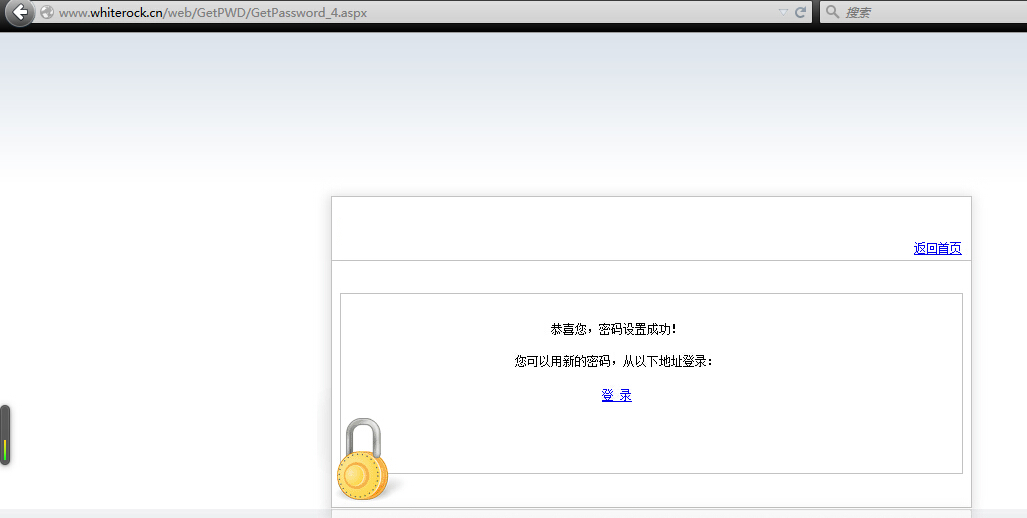 www.whiterock.cn/web/GetPWD/GetPassword_4.aspx
搜索
返回首页
恭喜您，密码设置成功！
您可以用新的密码，从以下地址登录：
登 录